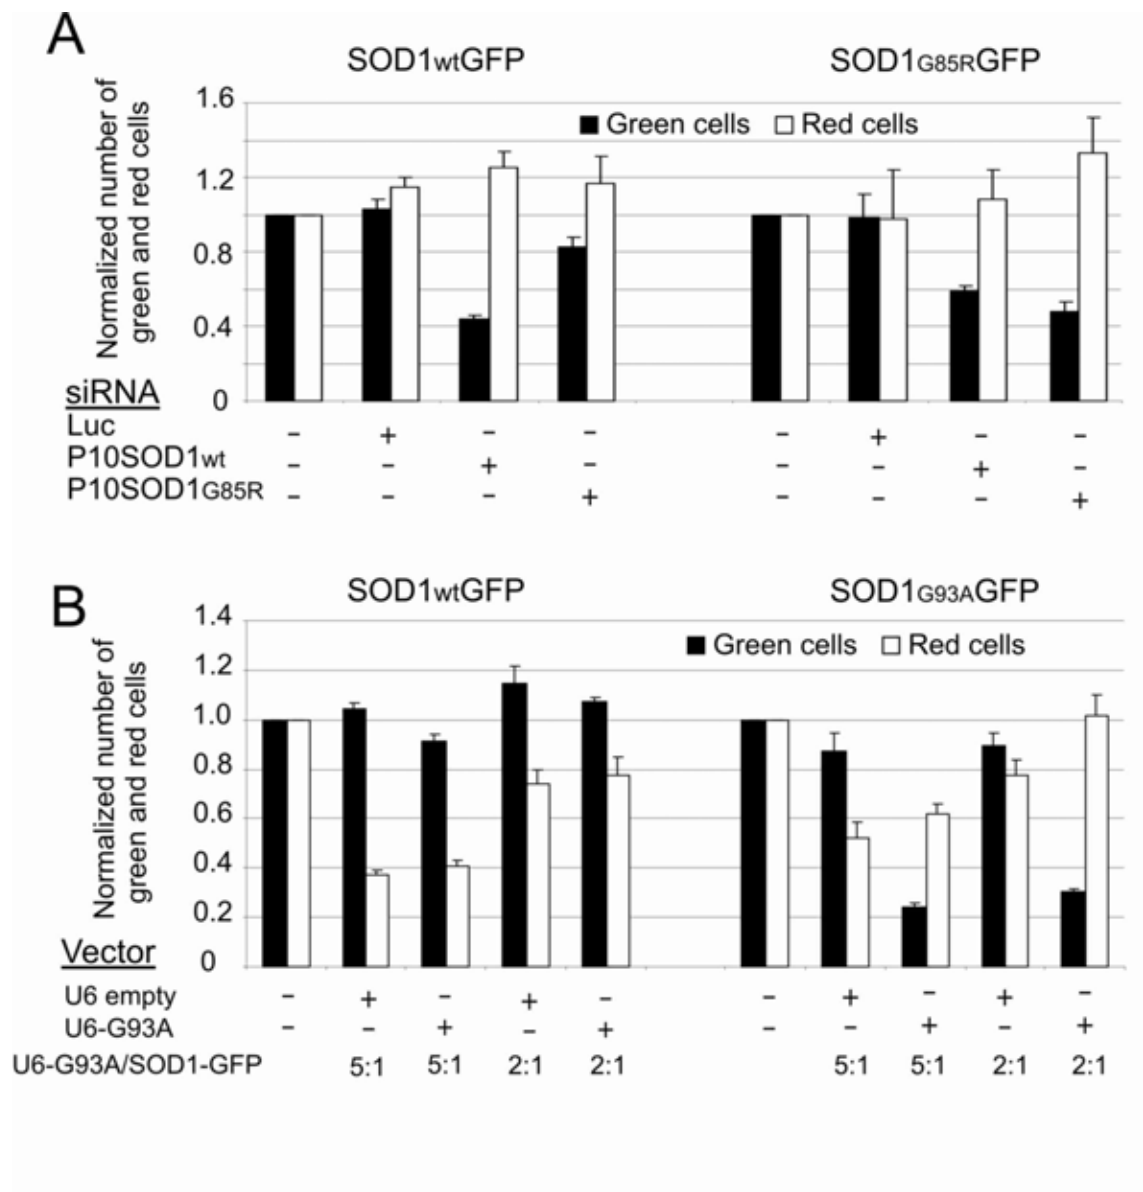 A
SOD1wtGFP SOD1G85RGFP
Normalized number of
green and red cells
1.6
1.2
0.8
0.4
0
Green cells Red cells
siRNA
Luc - + - - - + - -
P10SOD1wt - - + - - - + -
P10SOD1G85R - - - + - - - +
B
SOD1wtGFP SOD1G93AGFP
Normalized number of
green and red cells
1.4
1.2
1.0
0.8
0.6
0.4
0.2
0
Green cells Red cells
Vector
U6 empty - + - + - - + - + -
U6-G93A - - + - + - - + - +
U6-G93A/SOD1-GFP 5:1 5:1 2:1 2:1 5:1 5:1 2:1 2:1